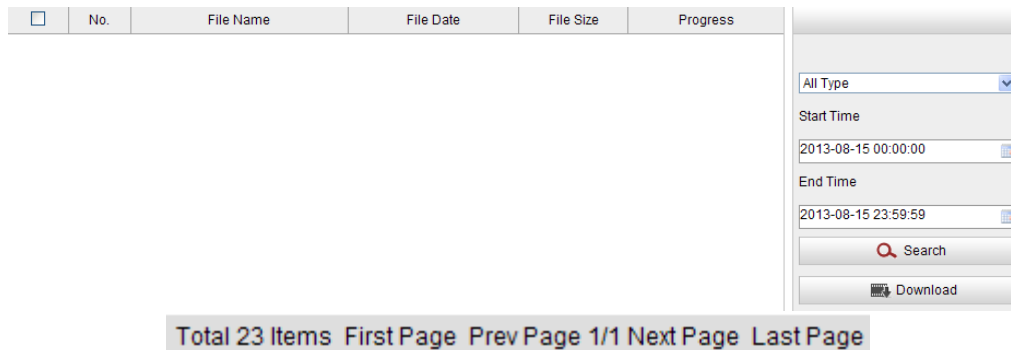 No. File Name File Date File Size Progress
All Type
Start Time
2013-08-15 00:00:00
End Time
2013-08-15 23:59:59
Search
Download
Total 23 Items First Page Prev Page 1/1 Next Page Last Page